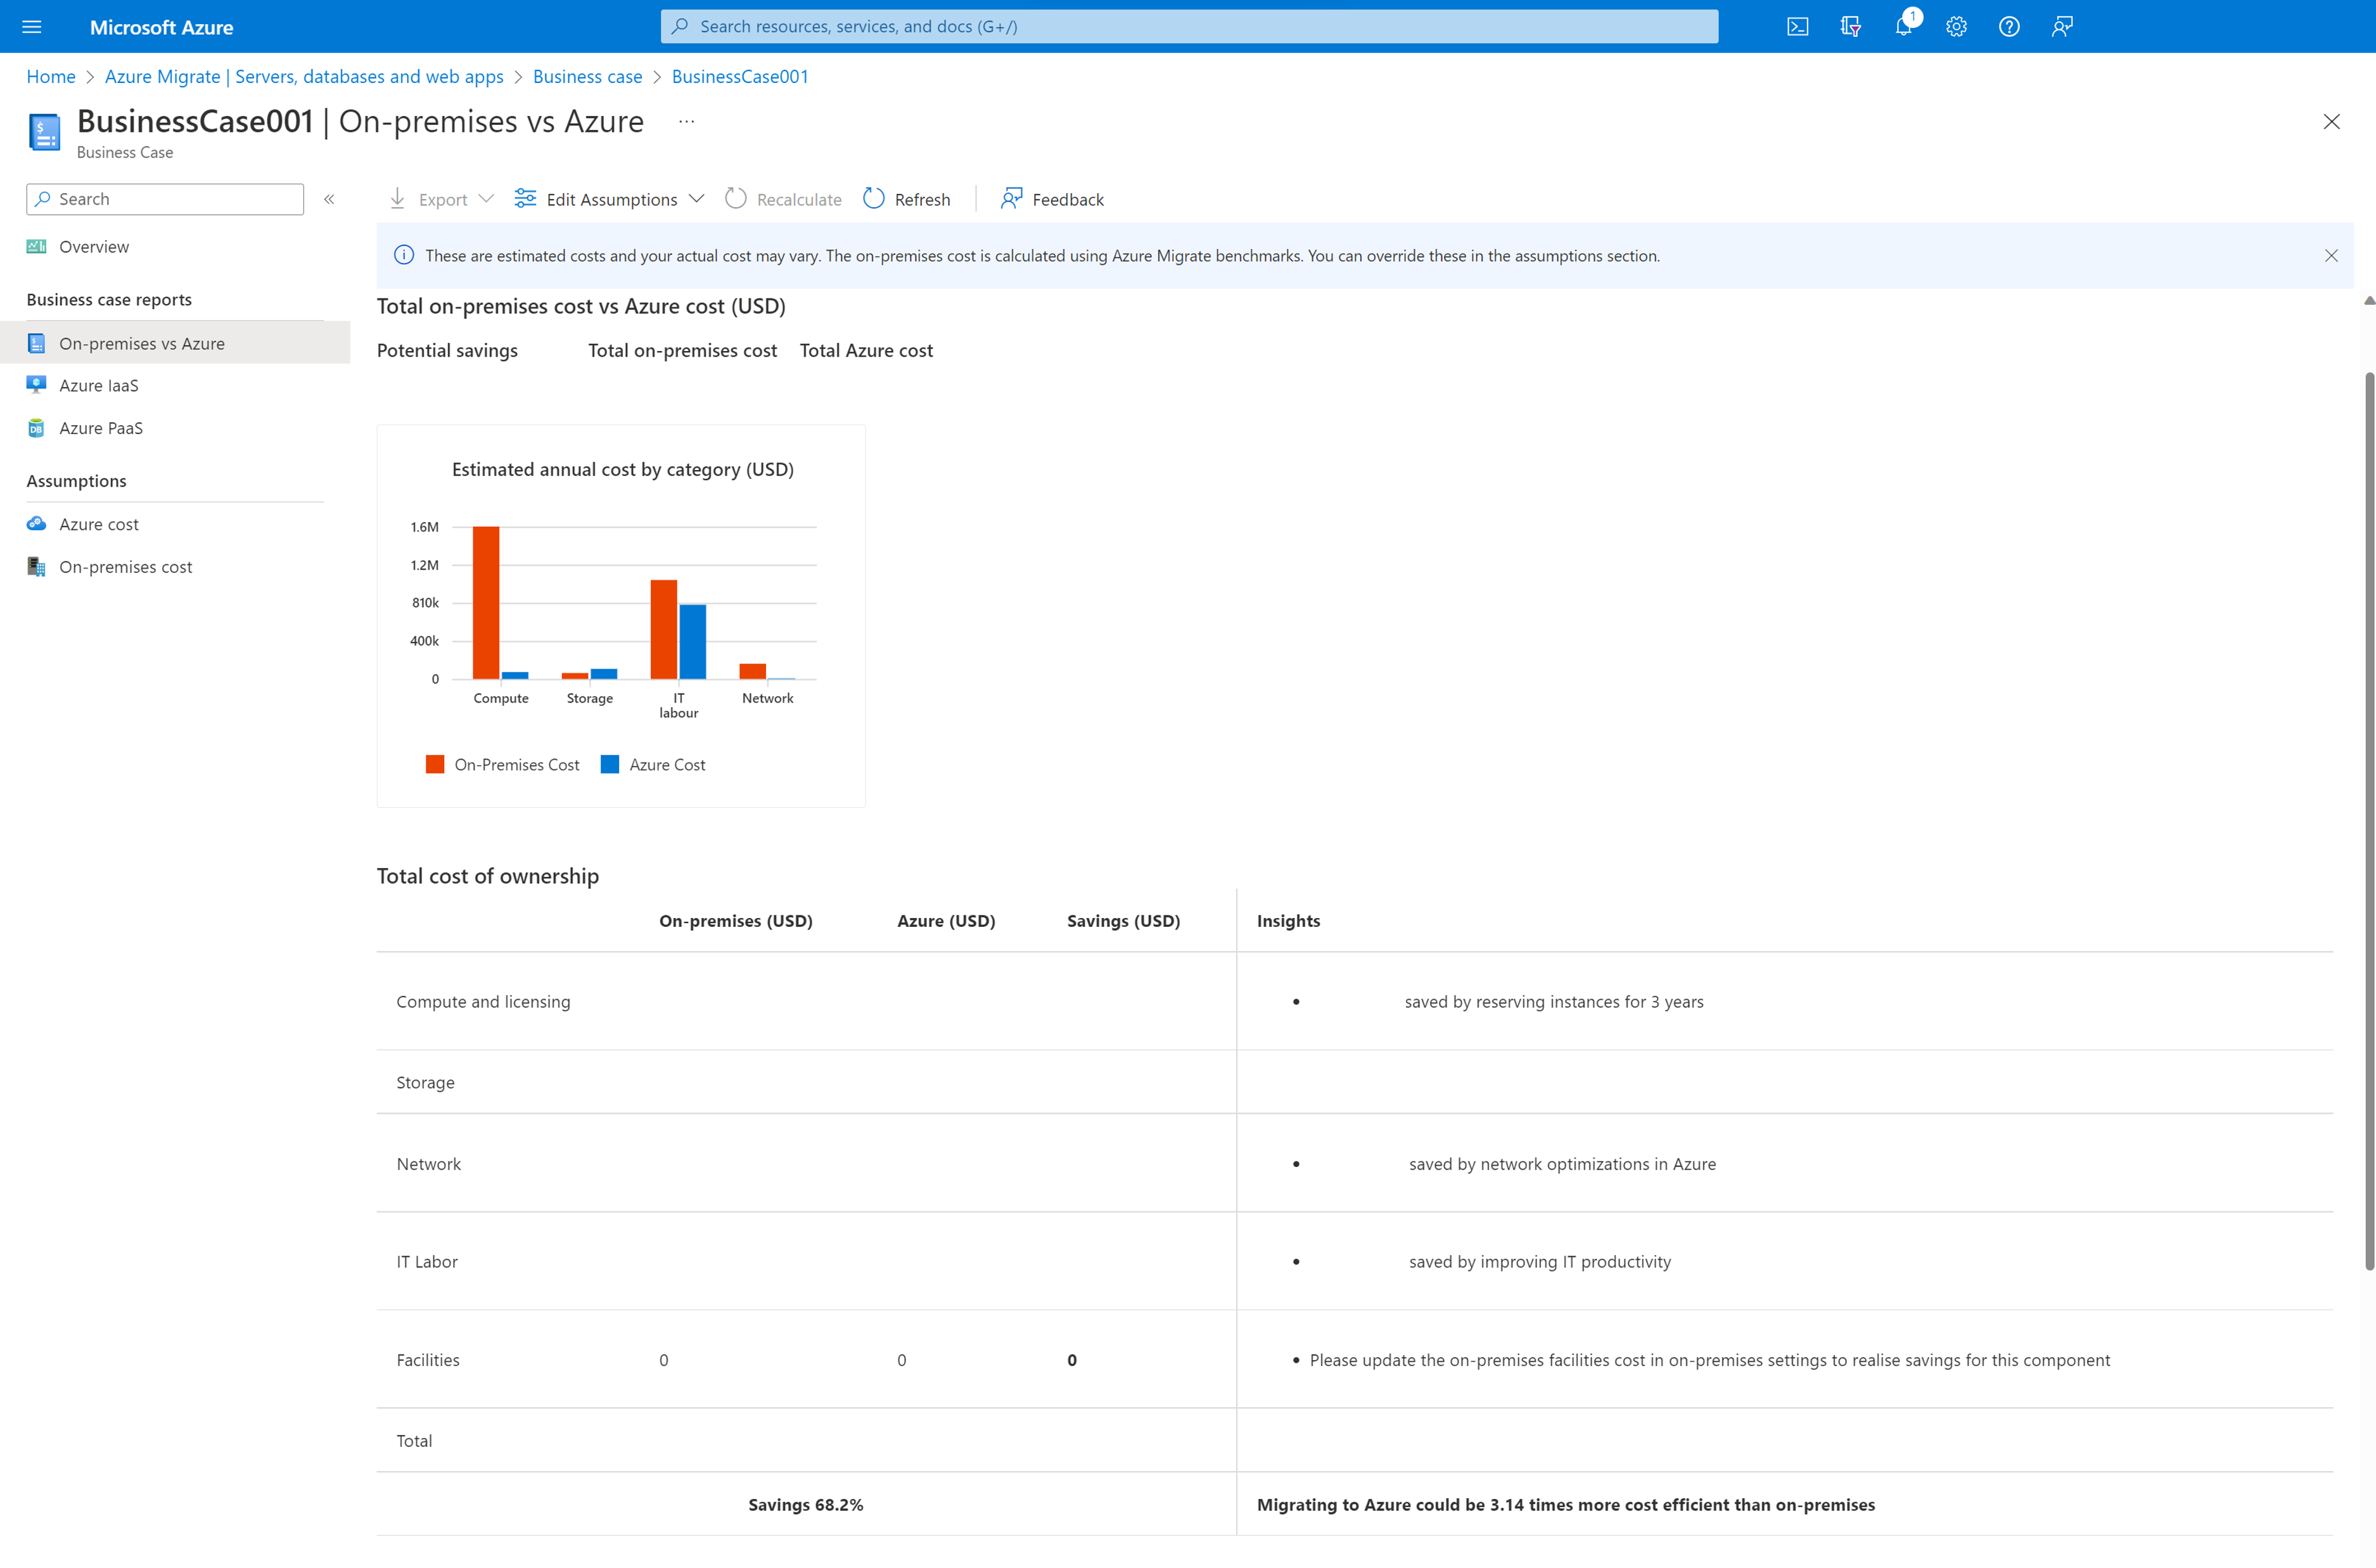 Microsoft Azure
Search resources, services, and docs (G+/)
1
Home > Azure Migrate | Servers, databases and web apps > Business case > BusinessCase001
BusinessCase001 | On-premises vs Azure ...
Business Case
Search
«
Overview
Business case reports
On-premises vs Azure
Azure IaaS
DB
Azure PaaS
Assumptions
Azure cost
On-premises cost
Export
Edit Assumptions
Recalculate
Refresh
Feedback
These are estimated costs and your actual cost may vary. The on-premises cost is calculated using Azure Migrate benchmarks. You can override these in the assumptions section.
Total on-premises cost vs Azure cost (USD)
Potential savings Total on-premises cost Total Azure cost
Estimated annual cost by category (USD)
1.6M
1.2M
810k
400k
0
Compute Storage IT labour Network
On-Premises Cost Azure Cost
Total cost of ownership
On-premises (USD) Azure (USD) Savings (USD) Insights
Compute and licensing • saved by reserving instances for 3 years
Storage
Network • saved by network optimizations in Azure
IT Labor • saved by improving IT productivity
Facilities 0 0 0 • Please update the on-premises facilities cost in on-premises settings to realise savings for this component
Total
Savings 68.2% Migrating to Azure could be 3.14 times more cost efficient than on-premises